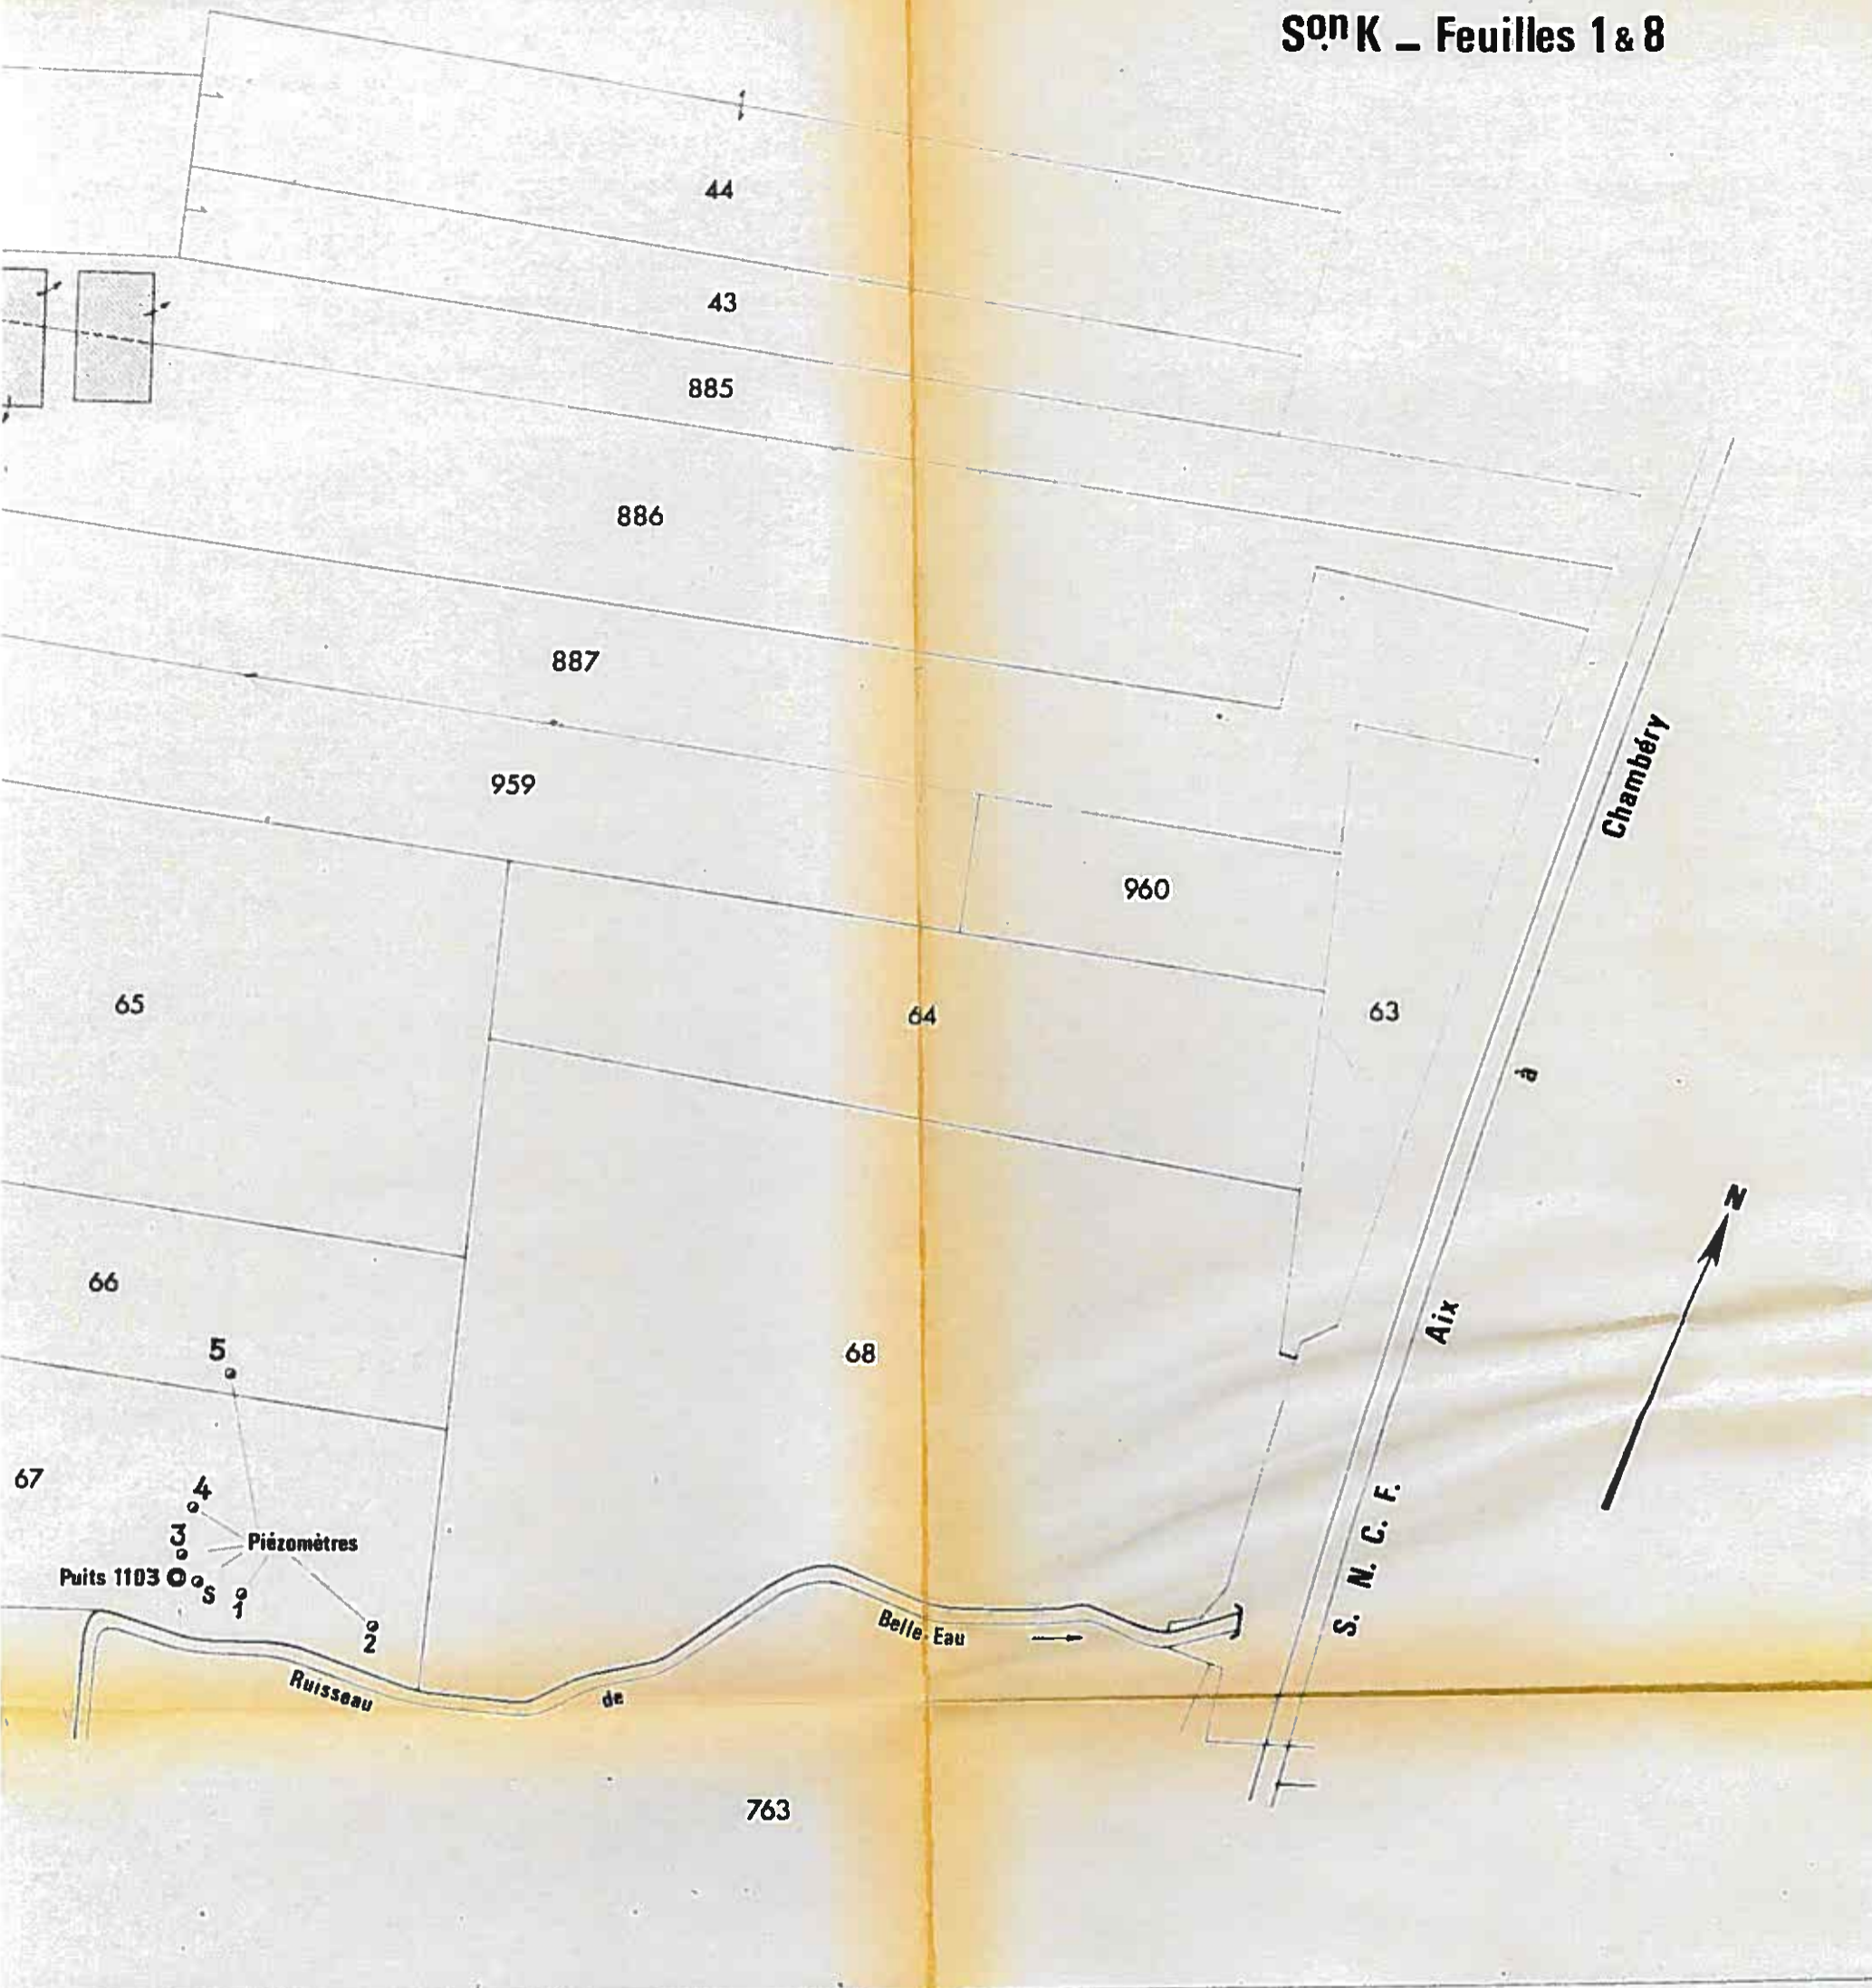 Son K – Feuilles 1 & 8
44
43
885
886
887
959
960
65
64
63
Chambéry
à
Aix
S. N. C. F.
N
66
5
68
67
4
3
Piézomètres
Puits 1103
S
1
2
Ruisseau
de
Belle-Eau
763